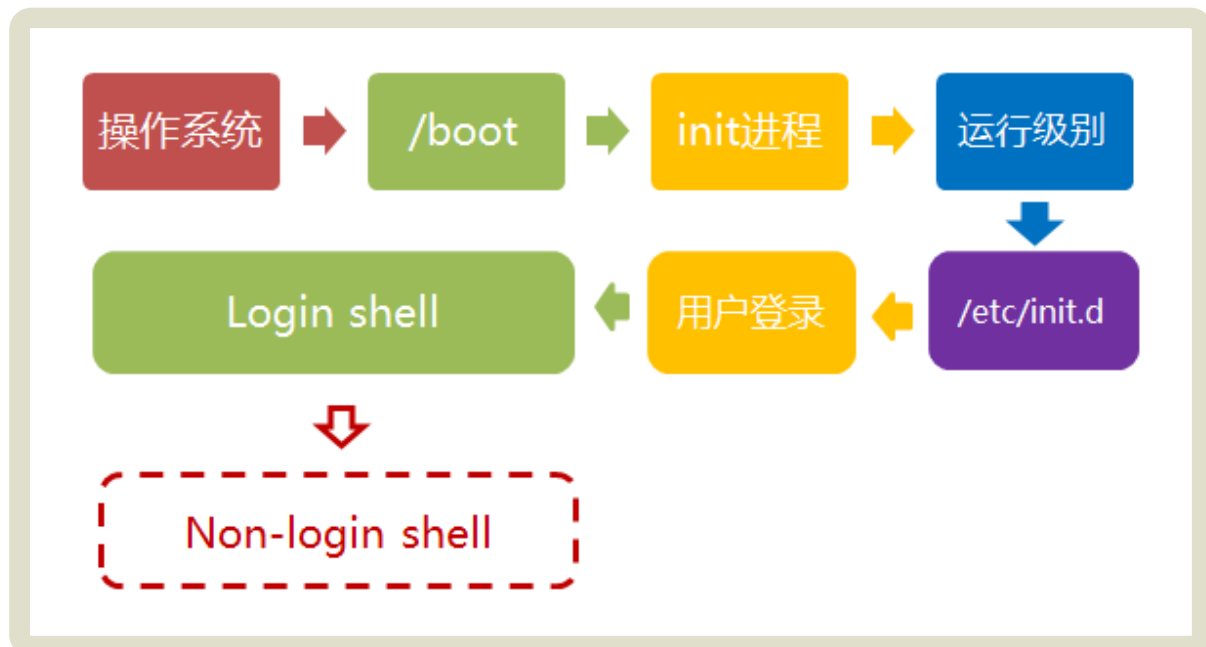 操作系统
/boot
init进程
运行级别
/etc/init.d
用户登录
Login shell
Non-login shell